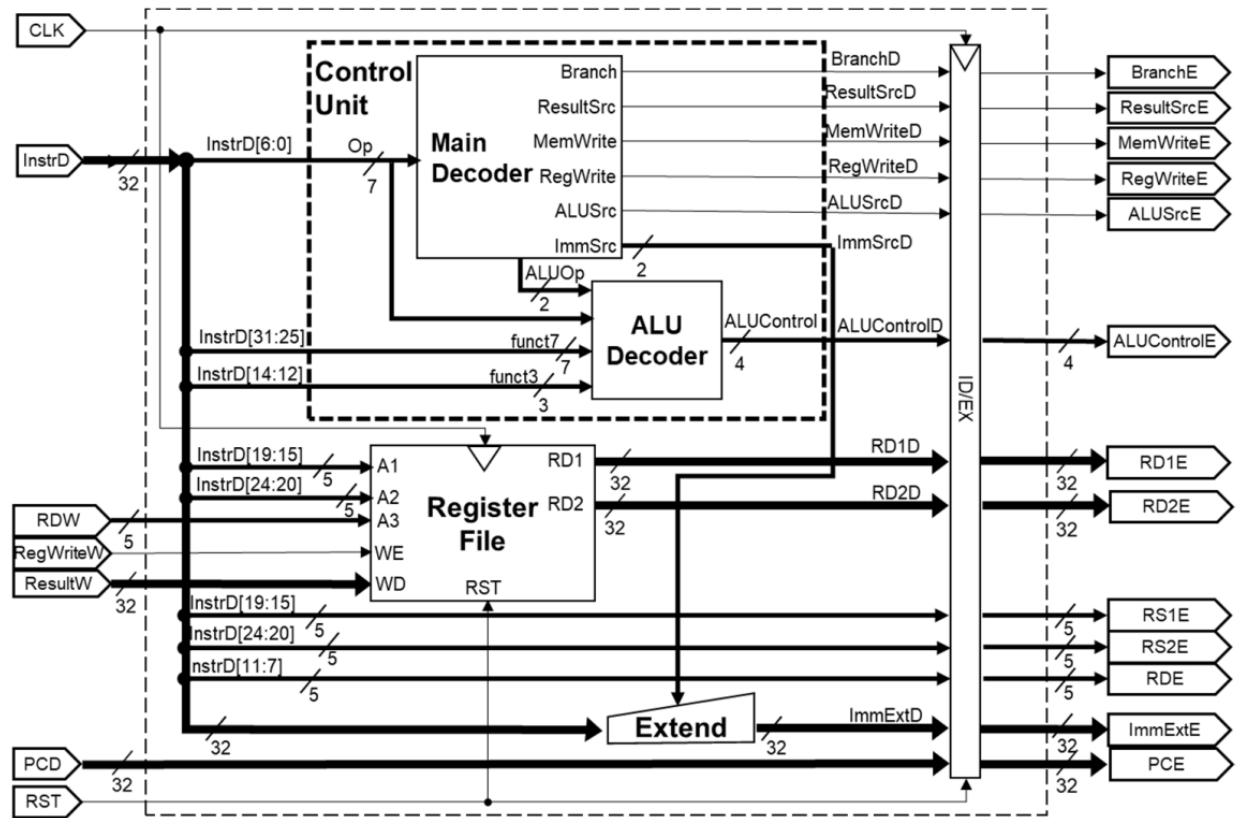 CLK
InstrD
32
RDW
5
RegWriteW
ResultW
32
PCD
32
RST
Control
Unit
InstrD[6:0]
Op
7
Main
Decoder
Branch
ResultSrc
MemWrite
RegWrite
ALUSrc
ImmSrc
2
ALUOp
2
InstrD[31:25]
funct7
7
InstrD[14:12]
funct3
3
ALU
Decoder
ALUControl
4
BranchD
ResultSrcD
MemWriteD
RegWriteD
ALUSrcD
ImmSrcD
ALUControlD
InstrD[19:15]
5
InstrD[24:20]
5
A1
A2
A3
WE
WD
Register
File
RST
RD1
32
RD2
32
RD1D
RD2D
InstrD[19:15]
5
InstrD[24:20]
5
nstrD[11:7]
5
32
Extend
32
ImmExtD
ID/EX
BranchE
ResultSrcE
MemWriteE
RegWriteE
ALUSrcE
4
ALUControlE
32
RD1E
32
RD2E
5
RS1E
5
RS2E
5
RDE
32
ImmExtE
32
PCE